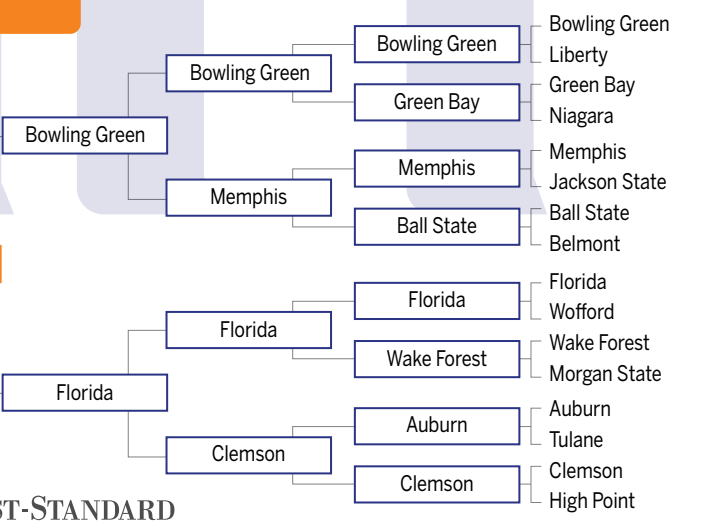 Bowling Green
Liberty
Green Bay
Niagara
Memphis
Jackson State
Ball State
Belmont
Florida
Wofford
Wake Forest
Morgan State
Auburn
Tulane
Clemson
High Point
Bowling Green
Green Bay
Memphis
Ball State
Florida
Wake Forest
Auburn
Clemson
Bowling Green
Memphis
Florida
Clemson
Bowling Green
Florida
ST-STANDARD